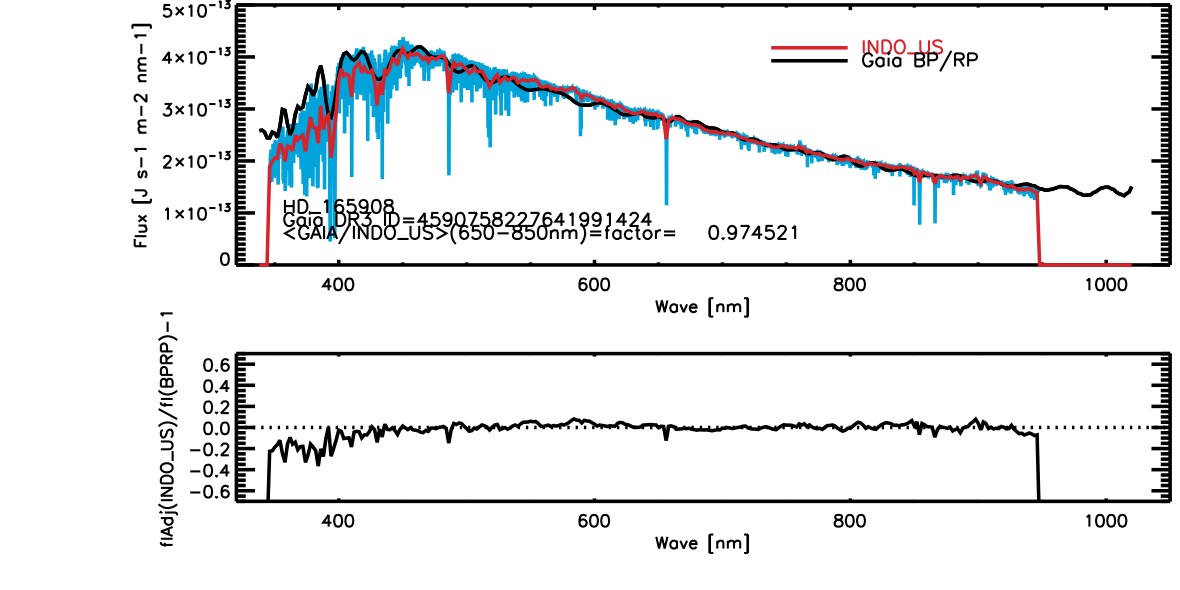 5×10−13
4×10−13
3×10−13
2×10−13
1×10−13
0
Flux [J s−1 m−2 nm−1]
INDO_US
Gaia BP/RP
HD_165908
Gaia DR3 ID=4590758227641991424
<GAIA/INDO_US>(650−850nm)=factor= 0.974521
400 600 800 1000
Wave [nm]
flAdj(INDO_US)/fl(BPRP)−1
0.6
0.4
0.2
0.0
−0.2
−0.4
−0.6
400 600 800 1000
Wave [nm]